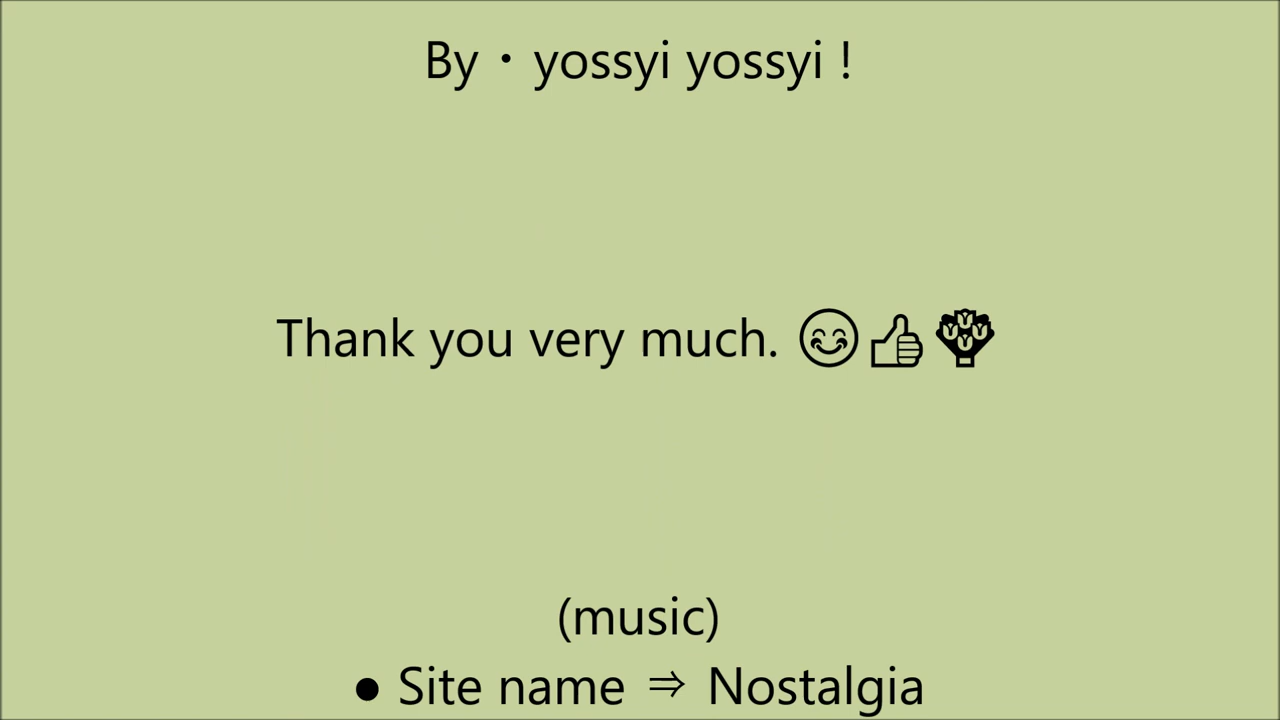 By・yossyi yossyi !
Thank you very much. 😊👍💐
(music)
● Site name ⇒ Nostalgia